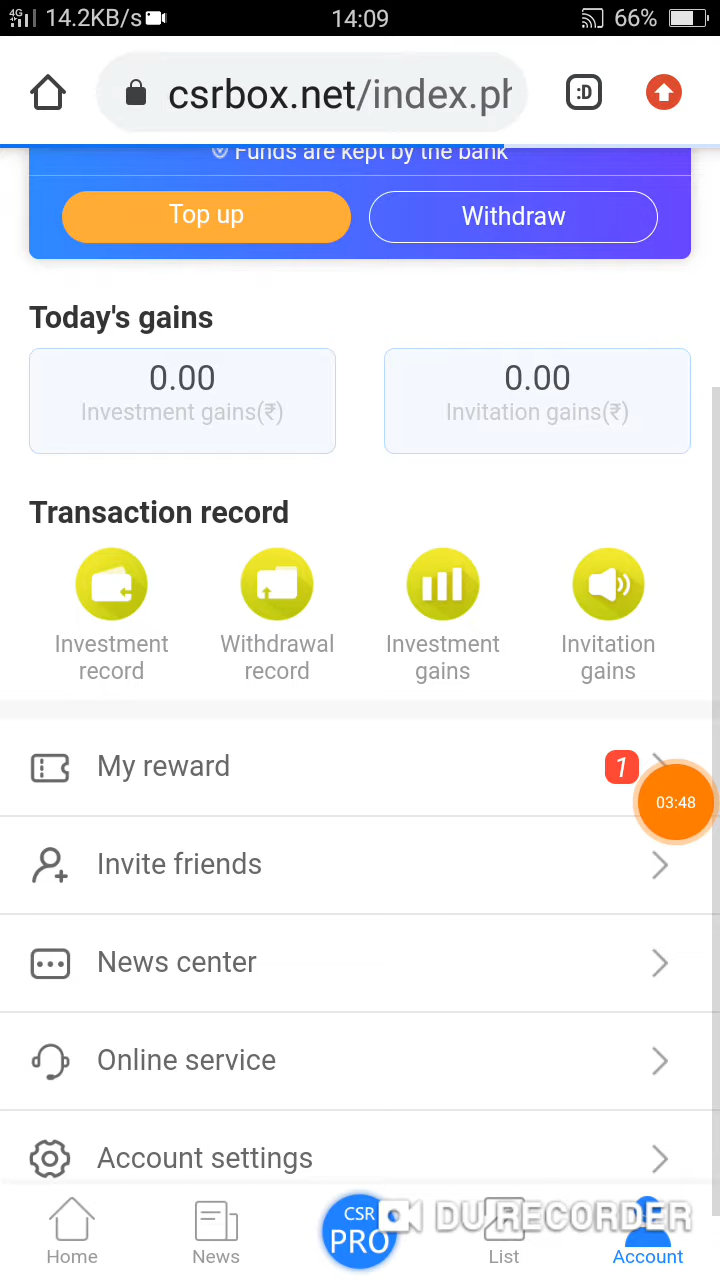 4G 14.2KB/s 14:09 66%
csrbox.net/index.ph
:D
Funds are kept by the bank
Top up Withdraw
Today's gains
0.00 0.00
Investment gains(₹) Invitation gains(₹)
Transaction record
Investment record Withdrawal record Investment gains Invitation gains
My reward 1
03:48
Invite friends
News center
Online service
Account settings
CSR PRO
DU RECORDER
Home News List Account